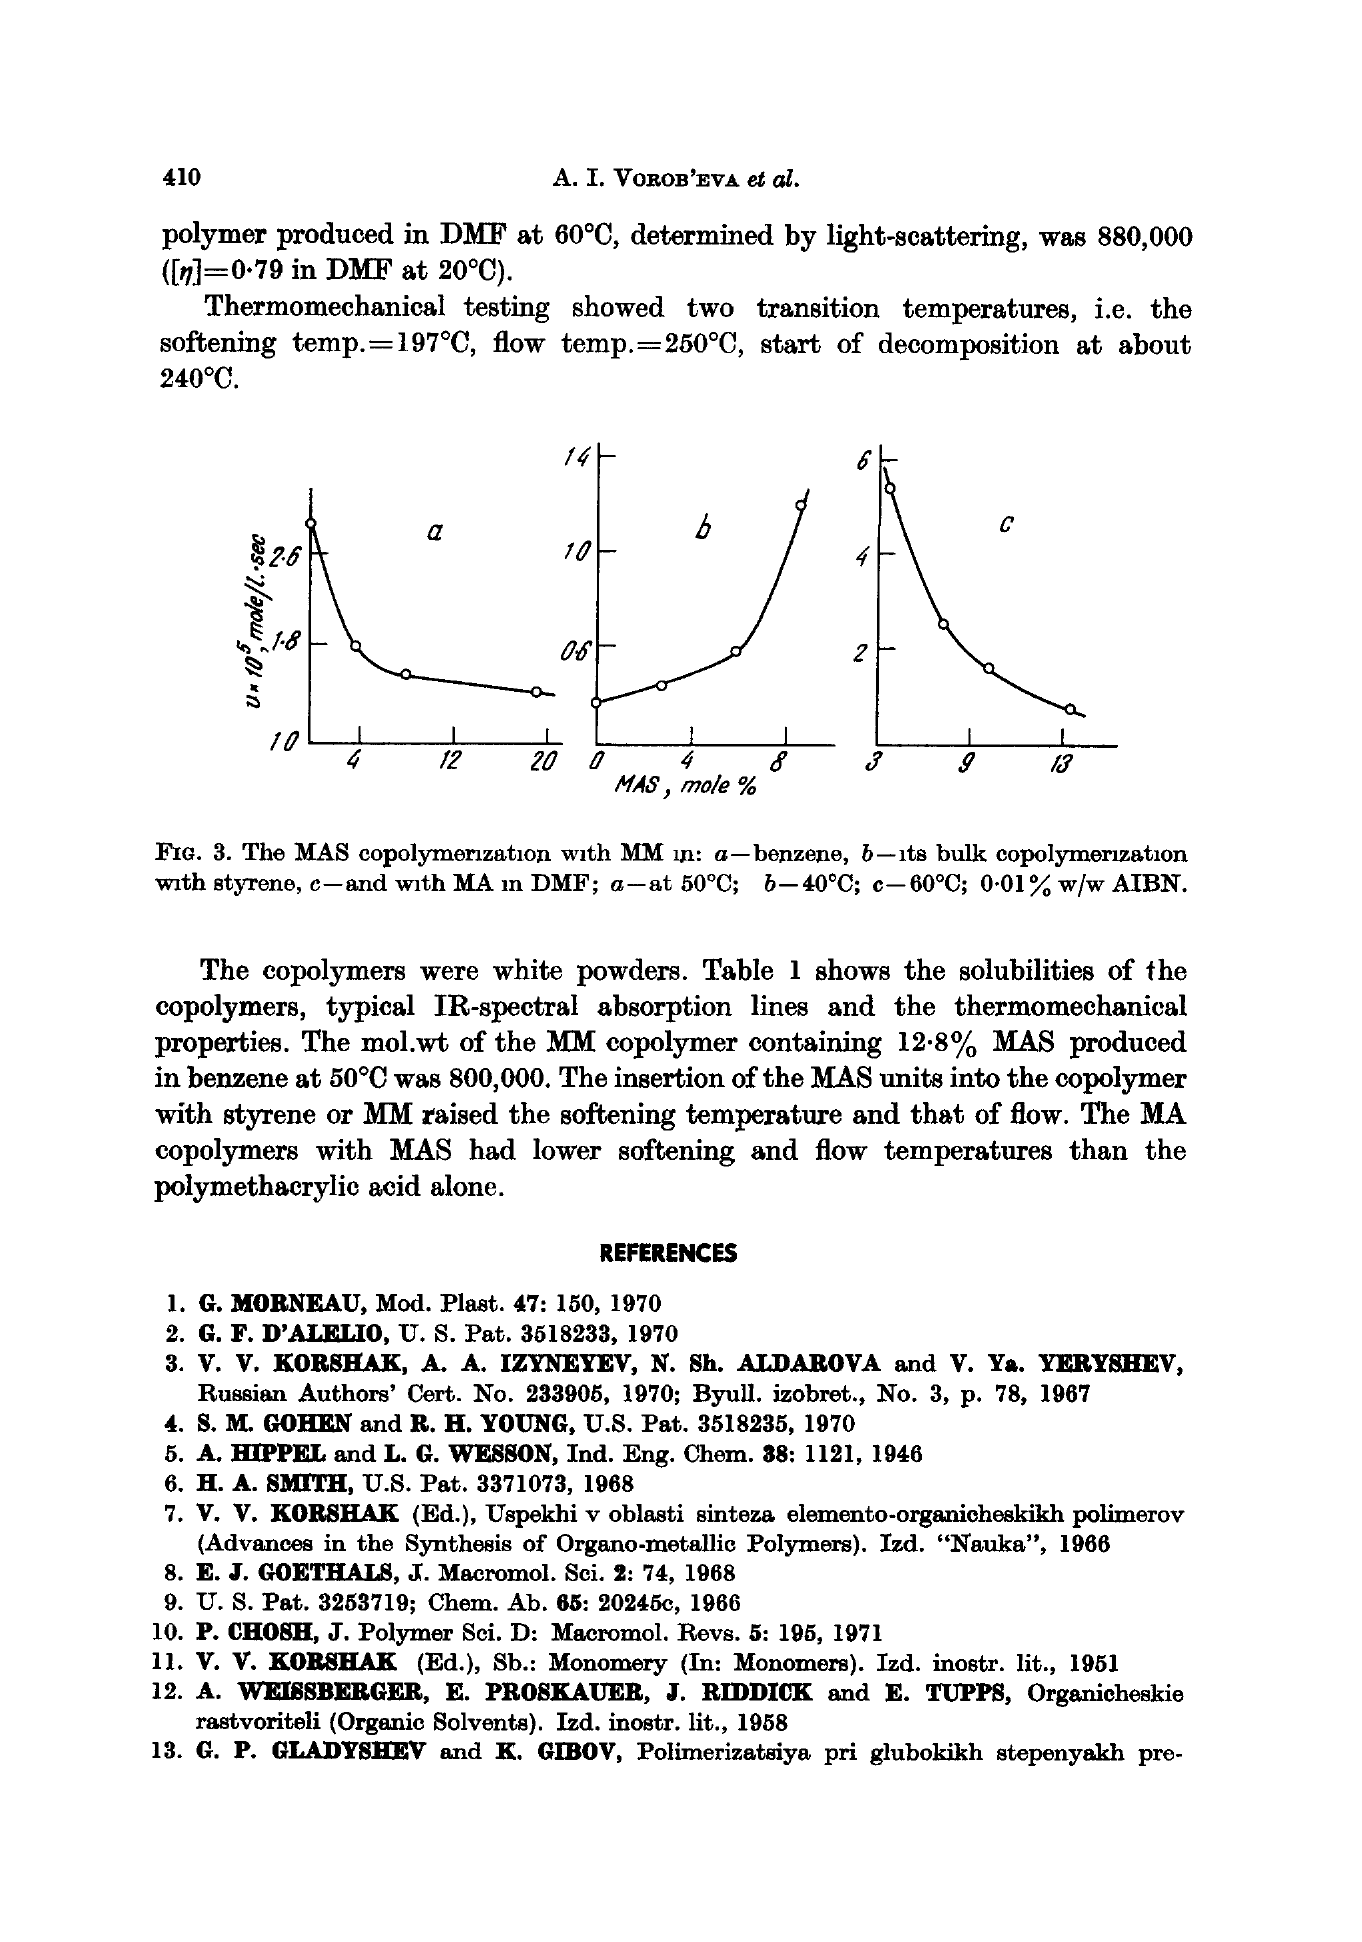 410 A. I. VOROB'EVA et al.
polymer produced in DMF at 60°C, determined by light-scattering, was 880,000
([η]=0·79 in DMF at 20°C).
Thermomechanical testing showed two transition temperatures, i.e. the
softening temp.=197°C, flow temp.=250°C, start of decomposition at about
240°C.
υ×10⁵, mole/l.·sec
2·6
1·8
1·0
4 12 20
a
1·4
1·0
0·6
0 4 8
b
MAS, mole %
6
4
2
3 9 13
c
FIG. 3. The MAS copolymerization with MM in: a—benzene, b—its bulk copolymerization
with styrene, c—and with MA in DMF; a—at 50°C; b—40°C; c—60°C; 0·01% w/w AIBN.
The copolymers were white powders. Table 1 shows the solubilities of the
copolymers, typical IR-spectral absorption lines and the thermomechanical
properties. The mol.wt of the MM copolymer containing 12·8% MAS produced
in benzene at 50°C was 800,000. The insertion of the MAS units into the copolymer
with styrene or MM raised the softening temperature and that of flow. The MA
copolymers with MAS had lower softening and flow temperatures than the
polymethacrylic acid alone.
REFERENCES
1. G. MORNEAU, Mod. Plast. 47: 150, 1970
2. G. F. D'ALELIO, U. S. Pat. 3518233, 1970
3. V. V. KORSHAK, A. A. IZYNEYEV, N. Sh. ALDAROVA and V. Ya. YERYSHEV,
Russian Authors' Cert. No. 233905, 1970; Byull. izobret., No. 3, p. 78, 1967
4. S. M. GOHEN and R. H. YOUNG, U.S. Pat. 3518235, 1970
5. A. HIPPEL and L. G. WESSON, Ind. Eng. Chem. 38: 1121, 1946
6. H. A. SMITH, U.S. Pat. 3371073, 1968
7. V. V. KORSHAK (Ed.), Uspekhi v oblasti sinteza elemento-organicheskikh polimerov
(Advances in the Synthesis of Organo-metallic Polymers). Izd. "Nauka", 1966
8. E. J. GOETHALS, J. Macromol. Sci. 2: 74, 1968
9. U. S. Pat. 3253719; Chem. Ab. 65: 20245c, 1966
10. P. CHOSH, J. Polymer Sci. D: Macromol. Revs. 5: 195, 1971
11. V. V. KORSHAK (Ed.), Sb.: Monomery (In: Monomers). Izd. inostr. lit., 1951
12. A. WEISSBERGER, E. PROSKAUER, J. RIDDICK and E. TUPPS, Organicheskie
rastvoriteli (Organic Solvents). Izd. inostr. lit., 1958
13. G. P. GLADYSHEV and K. GIBOV, Polimerizatsiya pri glubokikh stepenyakh pre-